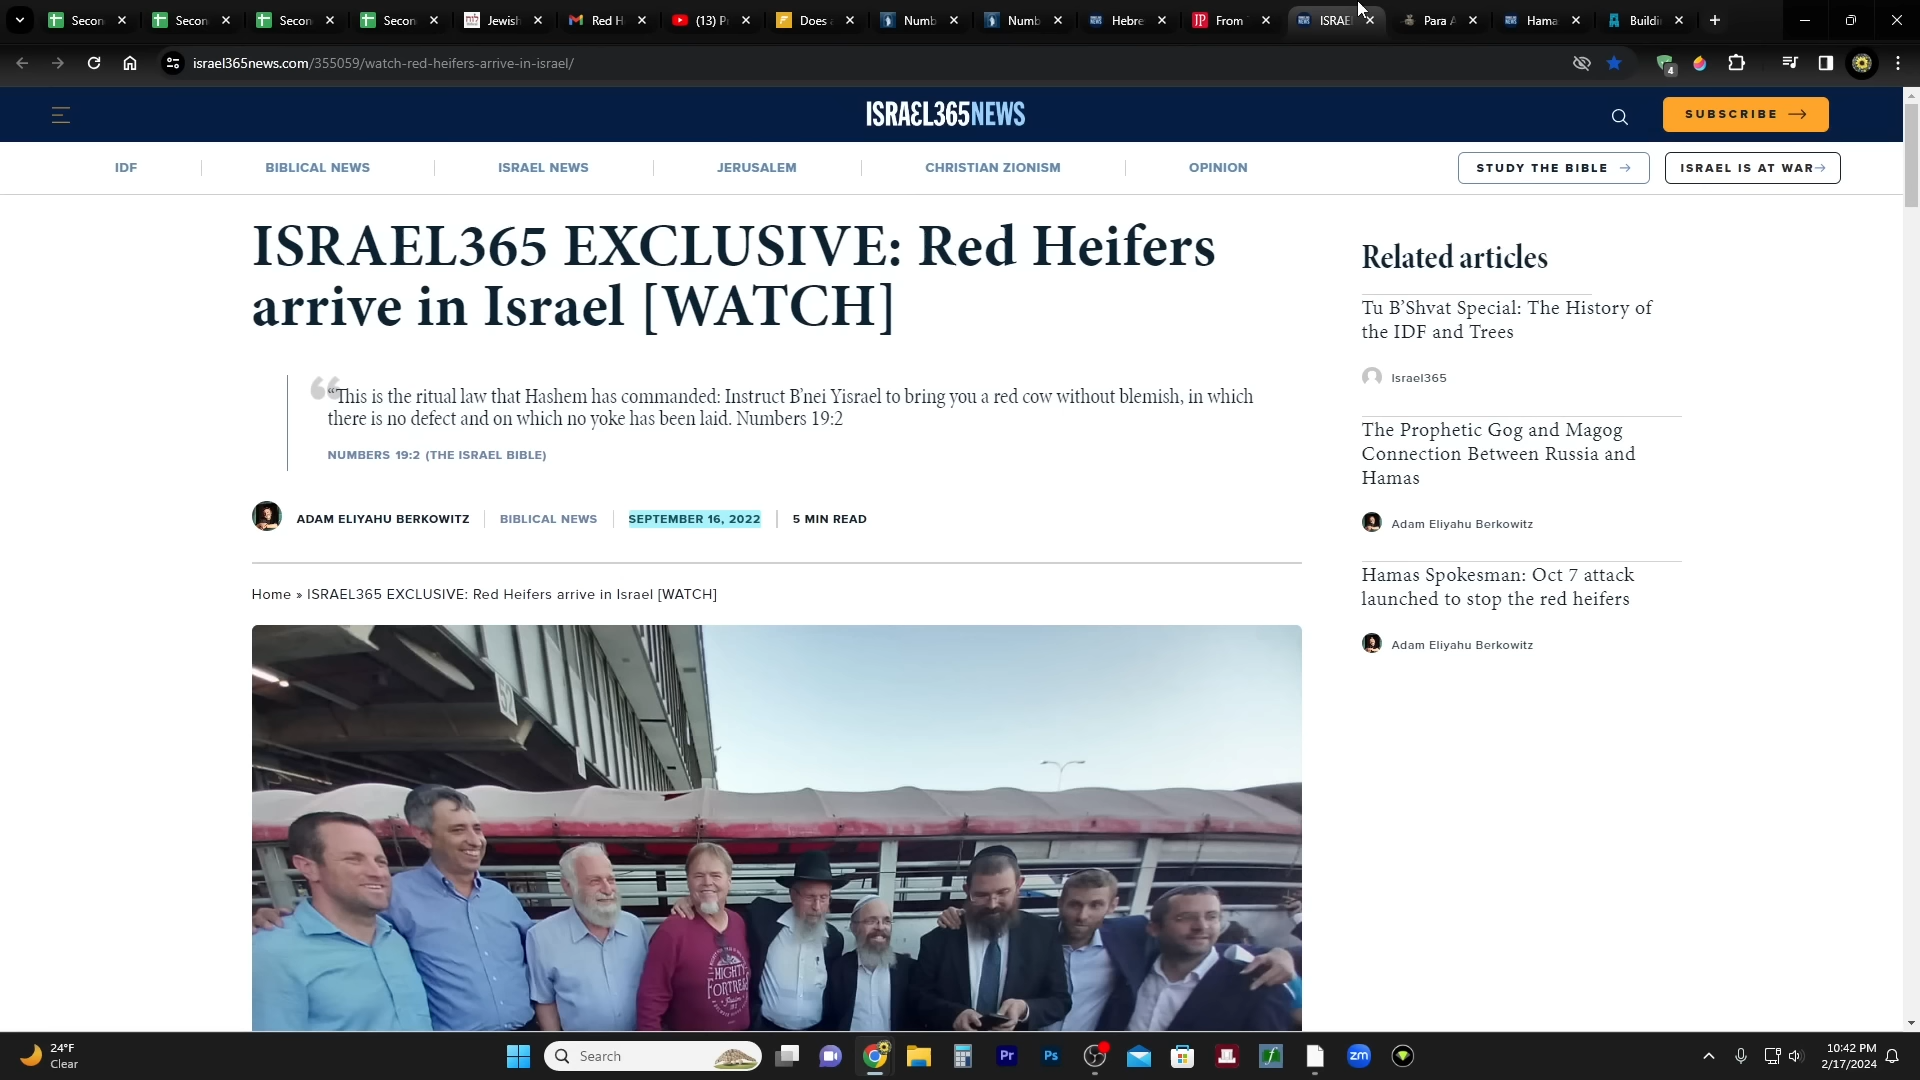 Secon
Secon
Secon
Secon
Jewish
Red H
(13) P
Does a
Numb
Numb
Hebre
From
ISRAE
Para A
Hama
Buildi
israel365news.com/355059/watch-red-heifers-arrive-in-israel/
4
ISRAEL365NEWS
SUBSCRIBE
IDF
BIBLICAL NEWS
ISRAEL NEWS
JERUSALEM
CHRISTIAN ZIONISM
OPINION
STUDY THE BIBLE
ISRAEL IS AT WAR
ISRAEL365 EXCLUSIVE: Red Heifers
arrive in Israel [WATCH]
“This is the ritual law that Hashem has commanded: Instruct B’nei Yisrael to bring you a red cow without blemish, in which
there is no defect and on which no yoke has been laid. Numbers 19:2
NUMBERS 19:2 (THE ISRAEL BIBLE)
ADAM ELIYAHU BERKOWITZ
BIBLICAL NEWS
SEPTEMBER 16, 2022
5 MIN READ
Home » ISRAEL365 EXCLUSIVE: Red Heifers arrive in Israel [WATCH]
52
MIGHTY
FORTRESS
Related articles
Tu B’Shvat Special: The History of
the IDF and Trees
Israel365
The Prophetic Gog and Magog
Connection Between Russia and
Hamas
Adam Eliyahu Berkowitz
Hamas Spokesman: Oct 7 attack
launched to stop the red heifers
Adam Eliyahu Berkowitz
24°F
Clear
Search
Pr
Ps
zm
10:42 PM
2/17/2024